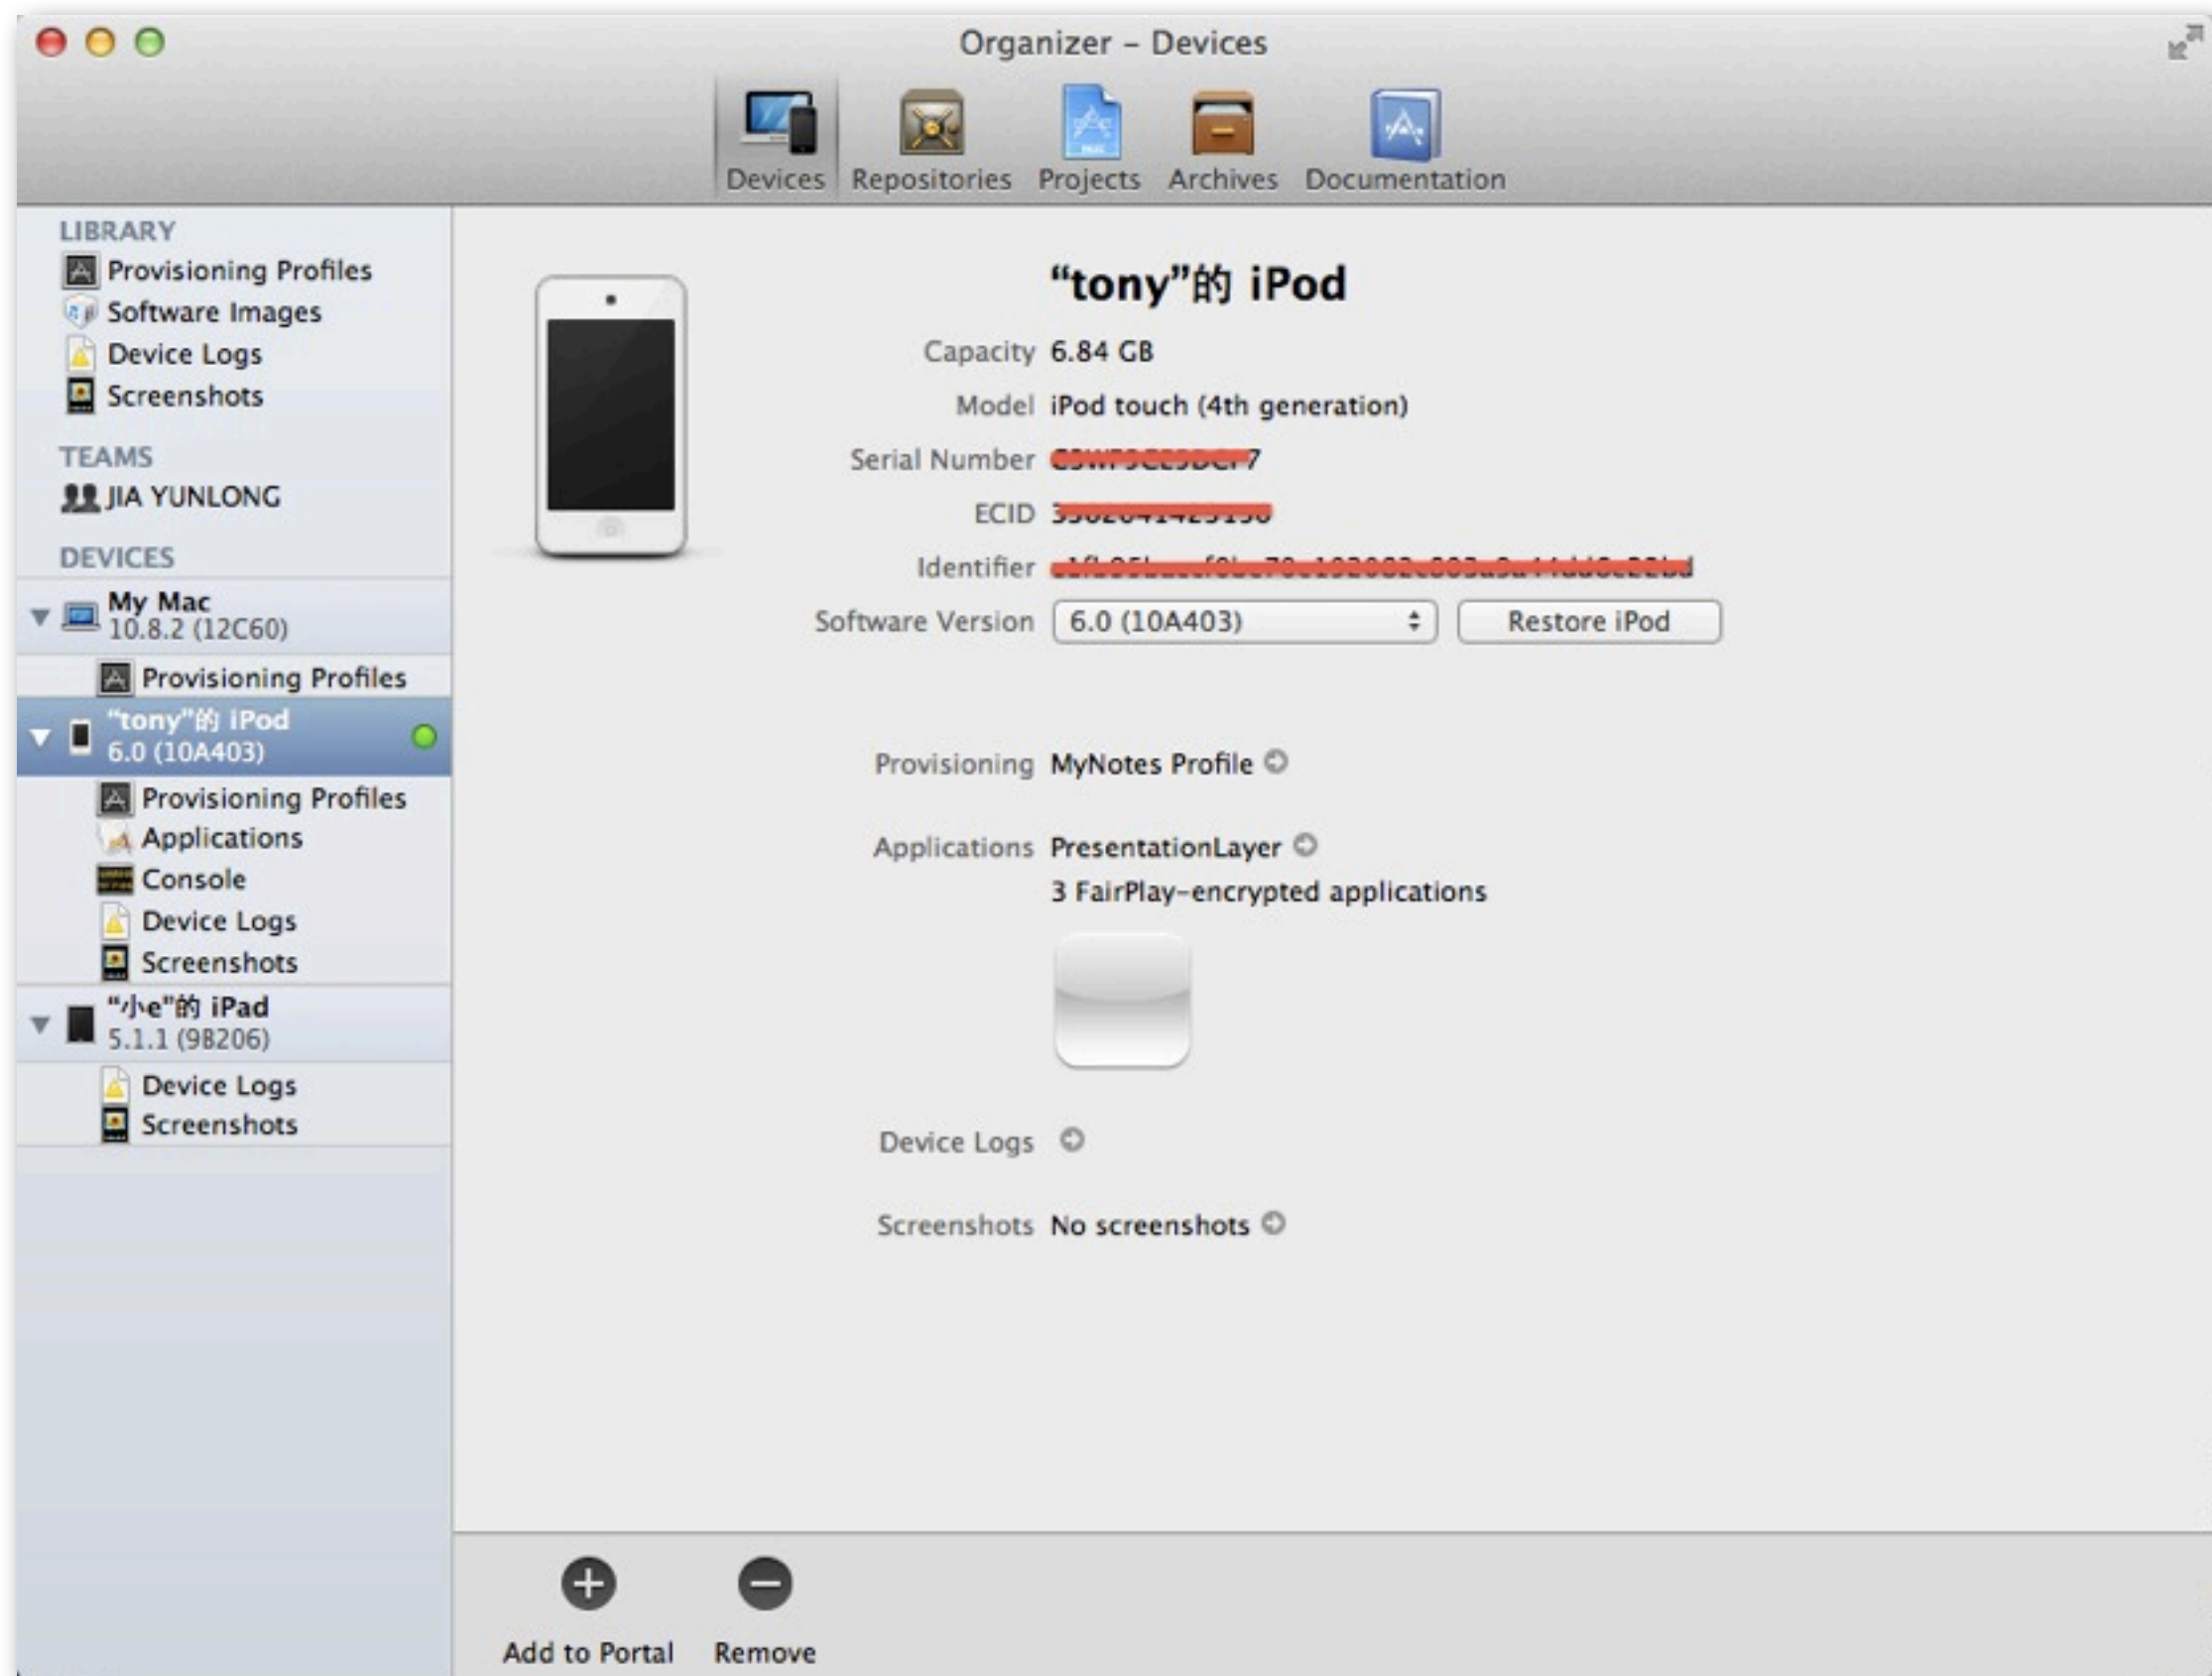 Organizer – Devices
Devices Repositories Projects Archives Documentation
LIBRARY
Provisioning Profiles
Software Images
Device Logs
Screenshots
TEAMS
JIA YUNLONG
DEVICES
My Mac
10.8.2 (12C60)
Provisioning Profiles
“tony”的 iPod
6.0 (10A403)
Provisioning Profiles
Applications
Console
Device Logs
Screenshots
“小e”的 iPad
5.1.1 (9B206)
Device Logs
Screenshots
“tony”的 iPod
Capacity 6.84 GB
Model iPod touch (4th generation)
Serial Number
ECID
Identifier
Software Version 6.0 (10A403) Restore iPod
Provisioning MyNotes Profile
Applications PresentationLayer
3 FairPlay–encrypted applications
Device Logs
Screenshots No screenshots
Add to Portal Remove